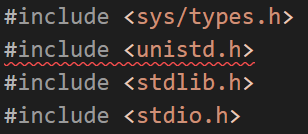 #include <sys/types.h>
#include <unistd.h>
#include <stdlib.h>
#include <stdio.h>